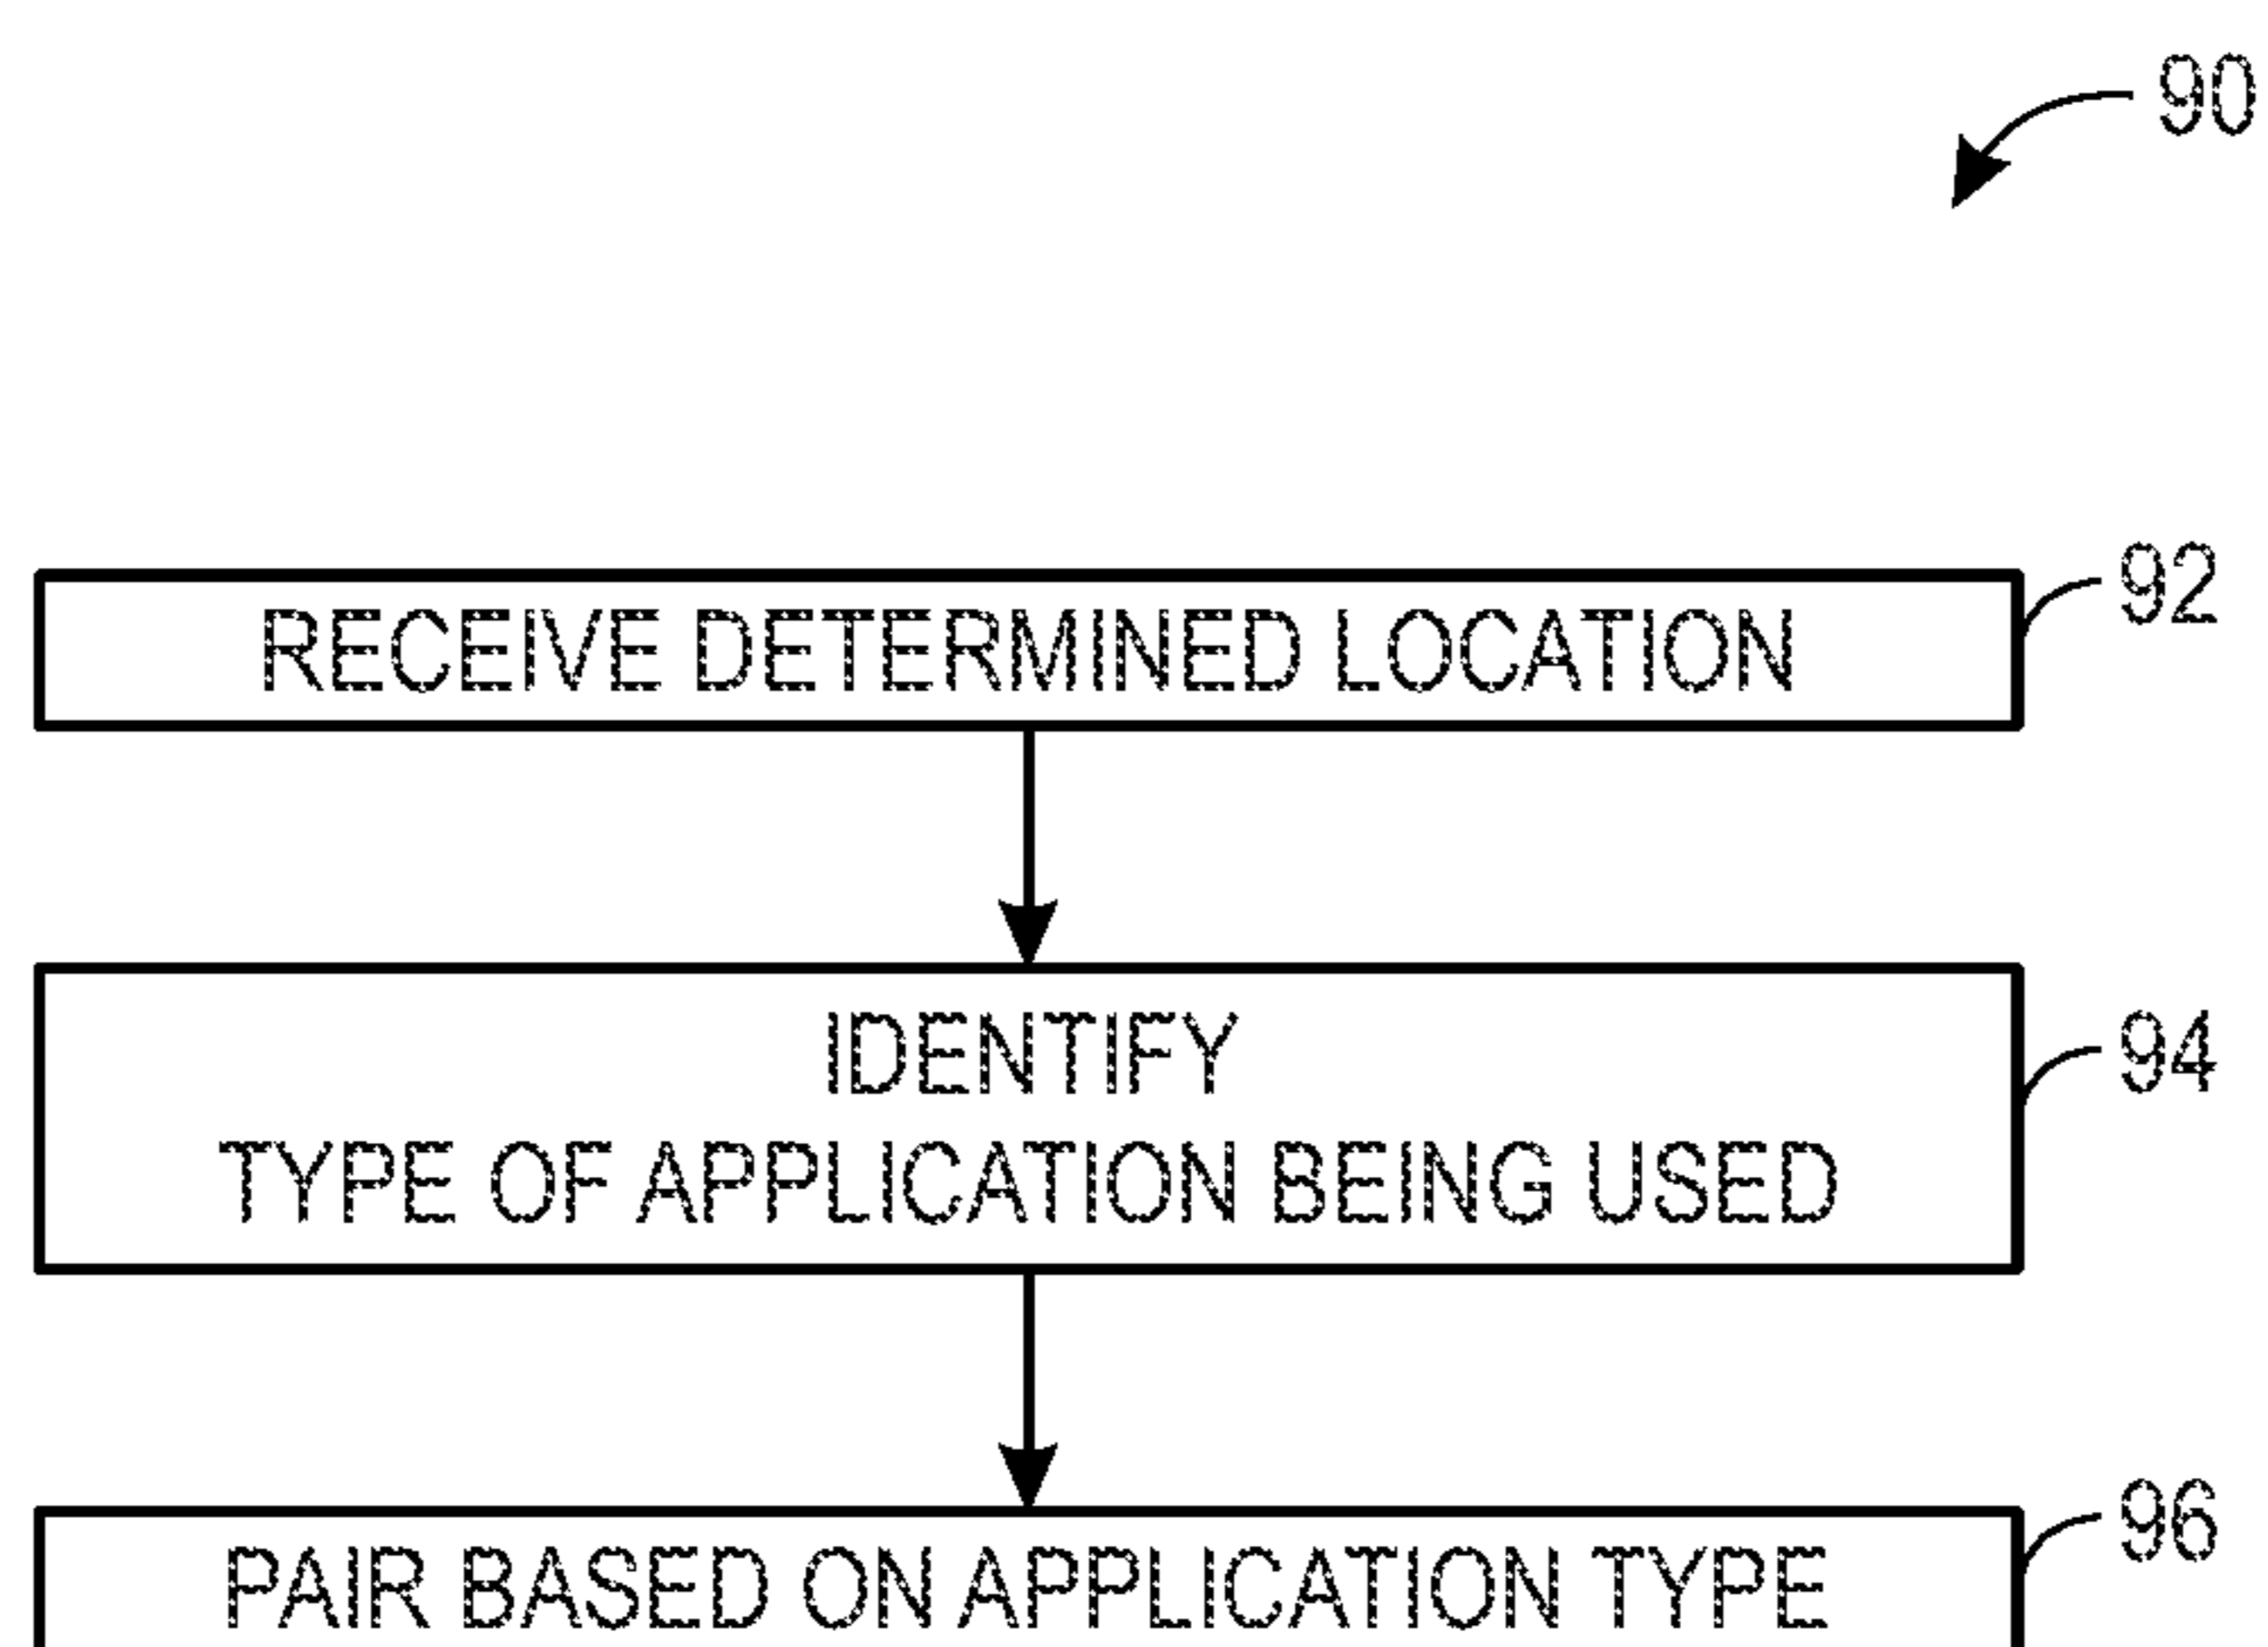 90
RECEIVE DETERMINED LOCATION
92
IDENTIFY
TYPE OF APPLICATION BEING USED
94
PAIR BASED ON APPLICATION TYPE
96